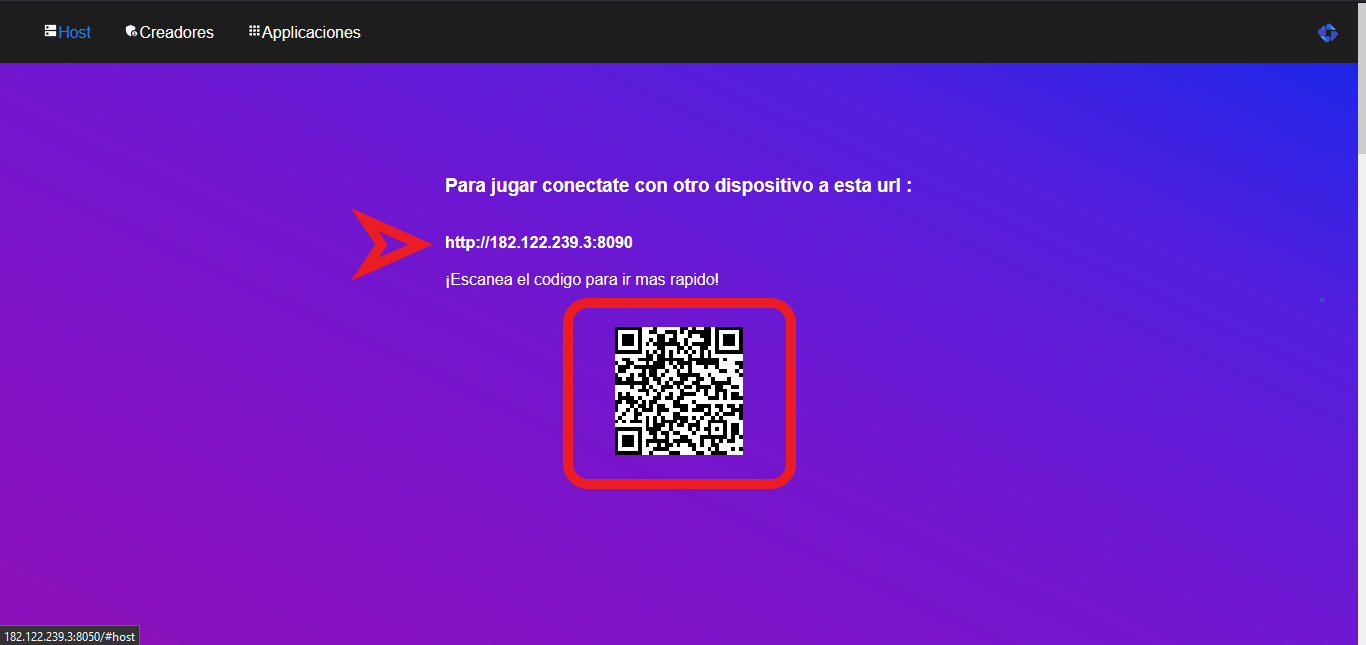 Host Creadores Applicaciones
Para jugar conectate con otro dispositivo a esta url :
http://182.122.239.3:8090
¡Escanea el codigo para ir mas rapido!
182.122.239.3:8050/#host